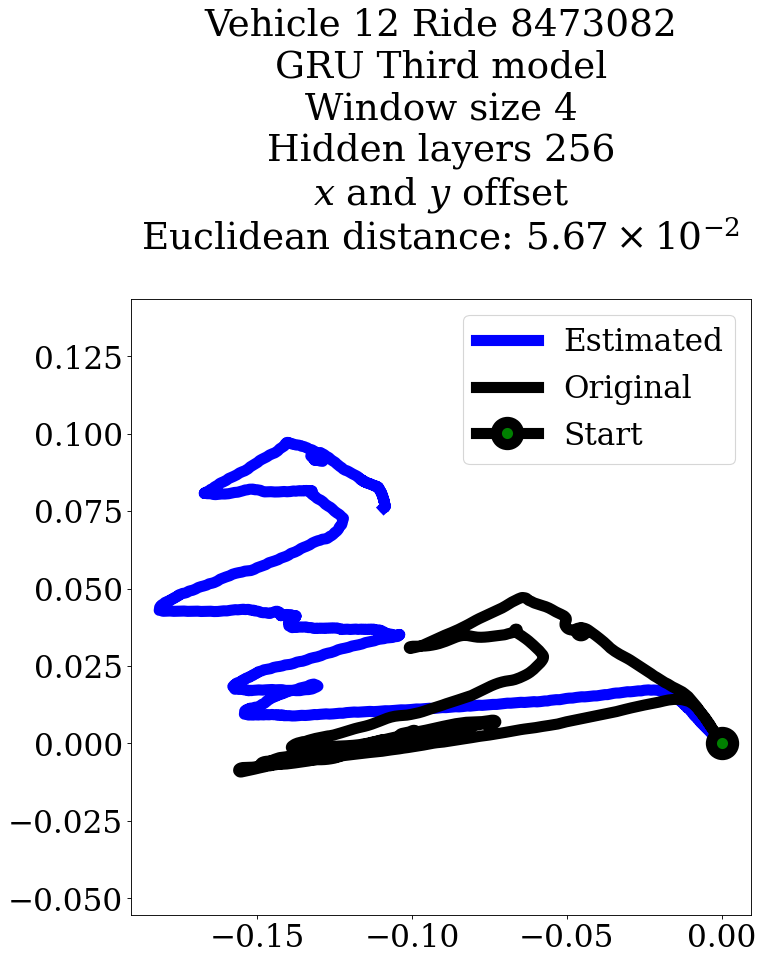 Vehicle 12 Ride 8473082
GRU Third model
Window size 4
Hidden layers 256
x and y offset
Euclidean distance: 5.67 × 10⁻²
Estimated
Original
Start
0.125
0.100
0.075
0.050
0.025
0.000
−0.025
−0.050
−0.15 −0.10 −0.05 0.00